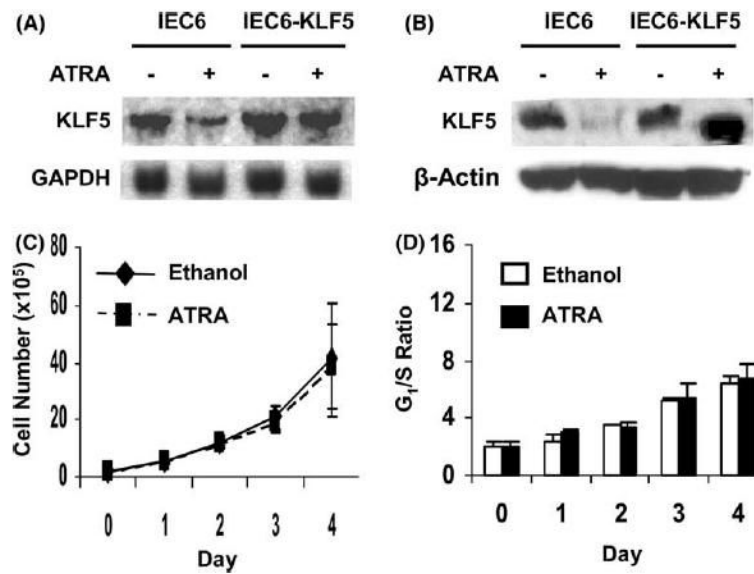 (A)
IEC6 IEC6-KLF5
ATRA - + - +
KLF5
GAPDH
(B)
IEC6 IEC6-KLF5
ATRA - + - +
KLF5
β-Actin
(C)
80
60
40
20
0
Cell Number (x10⁵)
Ethanol
ATRA
0 1 2 3 4
Day
(D)
16
12
8
4
0
G₁/S Ratio
Ethanol
ATRA
0 1 2 3 4
Day